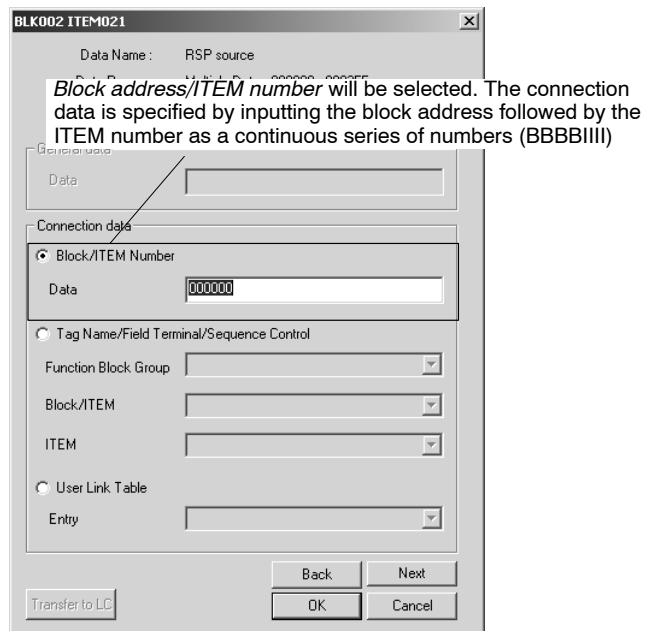 BLK002 ITEM021
Data Name : RSP source
Block address/ITEM number will be selected. The connection
data is specified by inputting the block address followed by the
ITEM number as a continuous series of numbers (BBBBIIII)
General data
Data
Connection data
Block/ITEM Number
Data 000000
Tag Name/Field Terminal/Sequence Control
Function Block Group
Block/ITEM
ITEM
User Link Table
Entry
Back Next
Transfer to LC OK Cancel